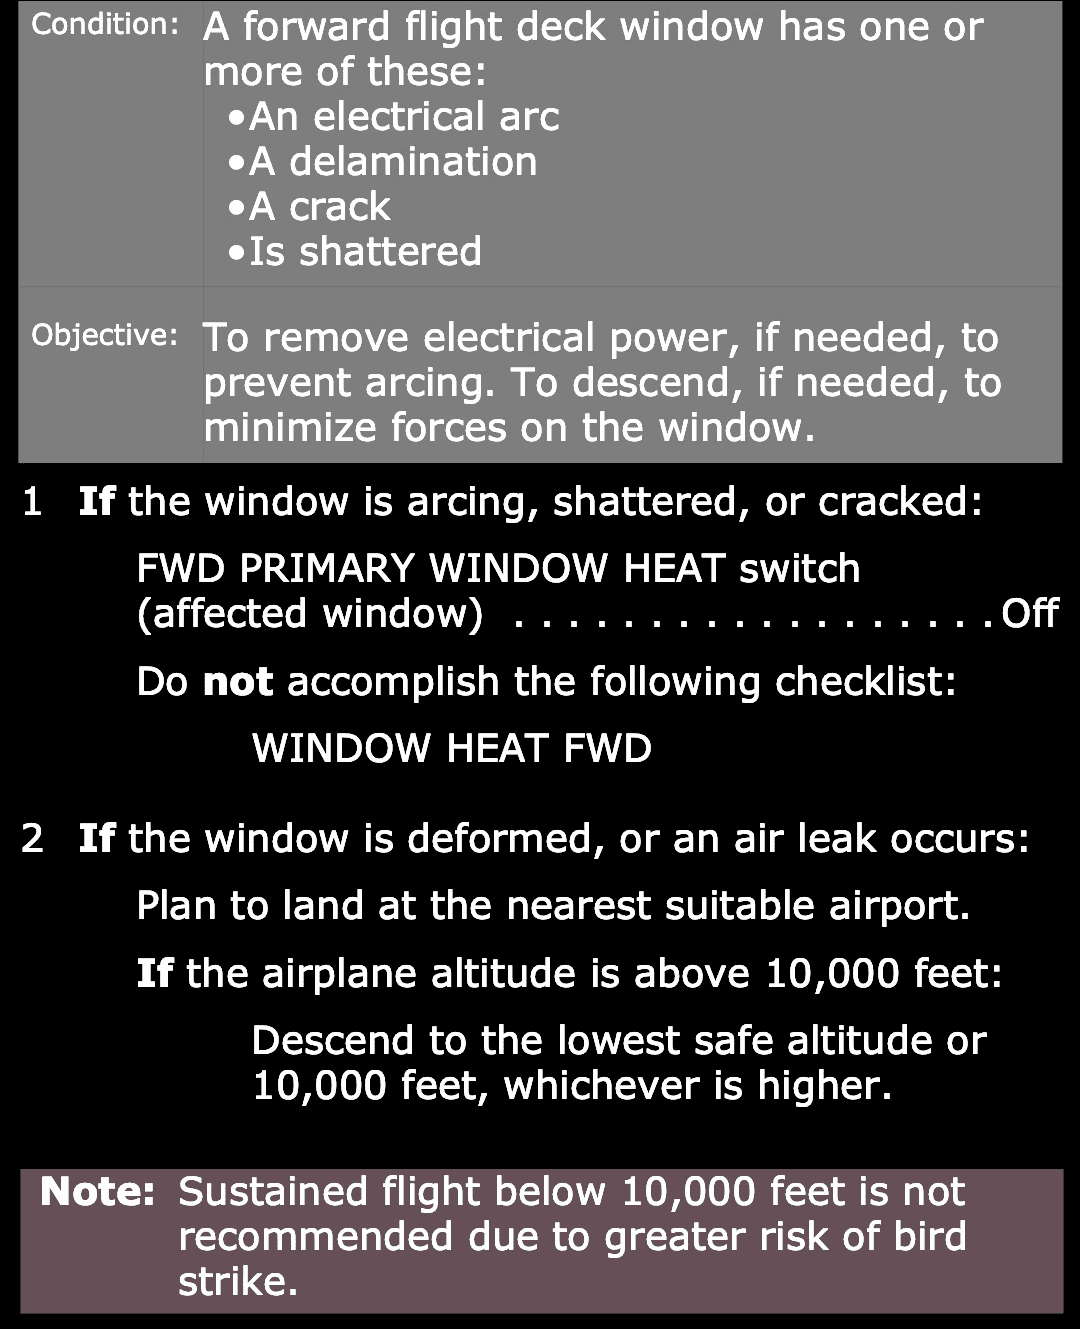 Condition: A forward flight deck window has one or
more of these:
•An electrical arc
•A delamination
•A crack
•Is shattered
Objective: To remove electrical power, if needed, to
prevent arcing. To descend, if needed, to
minimize forces on the window.
1 If the window is arcing, shattered, or cracked:
FWD PRIMARY WINDOW HEAT switch
(affected window) . . . . . . . . . . . . . . . . . . Off
Do not accomplish the following checklist:
WINDOW HEAT FWD
2 If the window is deformed, or an air leak occurs:
Plan to land at the nearest suitable airport.
If the airplane altitude is above 10,000 feet:
Descend to the lowest safe altitude or
10,000 feet, whichever is higher.
Note: Sustained flight below 10,000 feet is not
recommended due to greater risk of bird
strike.